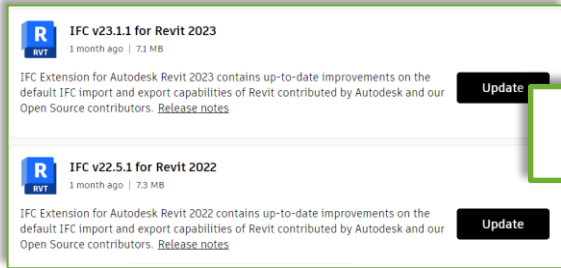 R
RVT
IFC v23.1.1 for Revit 2023
1 month ago | 7.1 MB
IFC Extension for Autodesk Revit 2023 contains up-to-date improvements on the
default IFC import and export capabilities of Revit contributed by Autodesk and our
Open Source contributors. Release notes
Update
R
RVT
IFC v22.5.1 for Revit 2022
1 month ago | 7.3 MB
IFC Extension for Autodesk Revit 2022 contains up-to-date improvements on the
default IFC import and export capabilities of Revit contributed by Autodesk and our
Open Source contributors. Release notes
Update